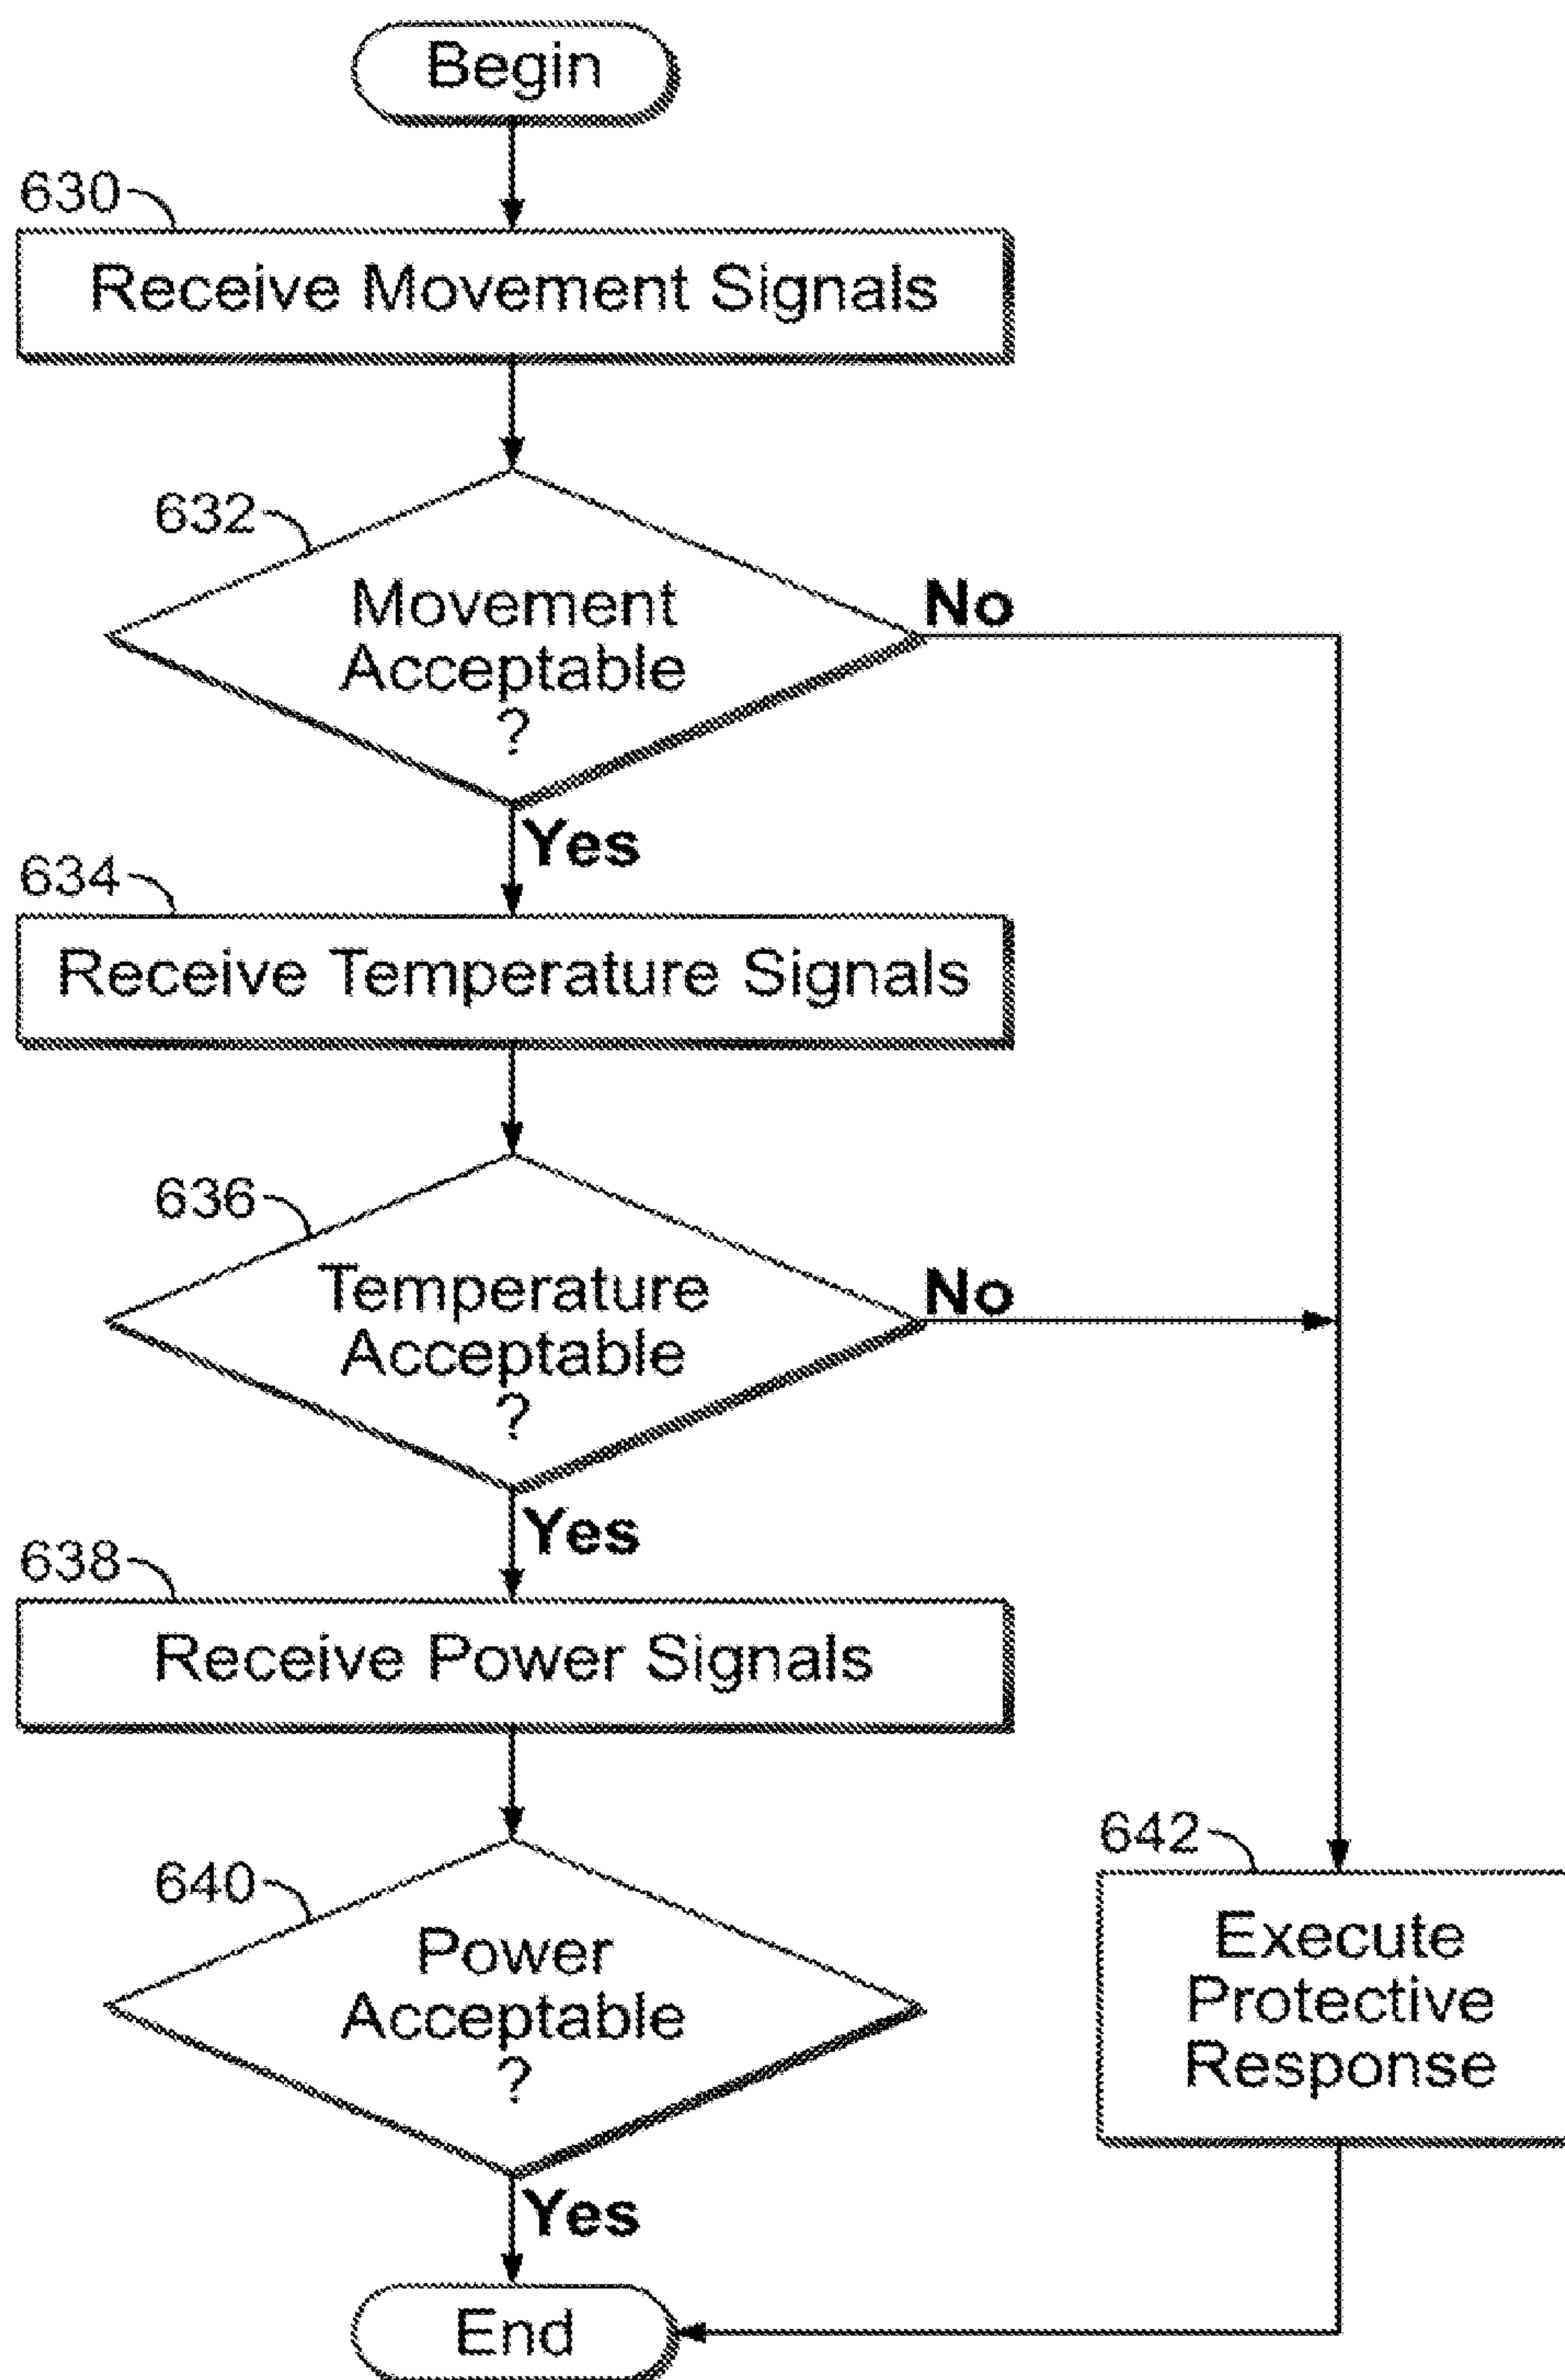 Begin
630
Receive Movement Signals
632
Movement
Acceptable
?
No
Yes
634
Receive Temperature Signals
636
Temperature
Acceptable
?
No
Yes
638
Receive Power Signals
640
Power
Acceptable
?
Yes
642
Execute
Protective
Response
End